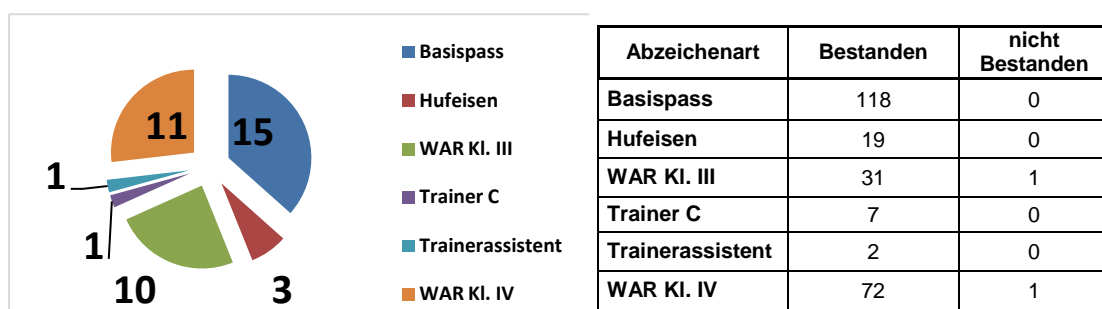 11
15
1
1
10
3
Basispass
Hufeisen
WAR Kl. III
Trainer C
Trainerassistent
WAR Kl. IV
Abzeichenart Bestanden nicht Bestanden
Basispass 118 0
Hufeisen 19 0
WAR Kl. III 31 1
Trainer C 7 0
Trainerassistent 2 0
WAR Kl. IV 72 1